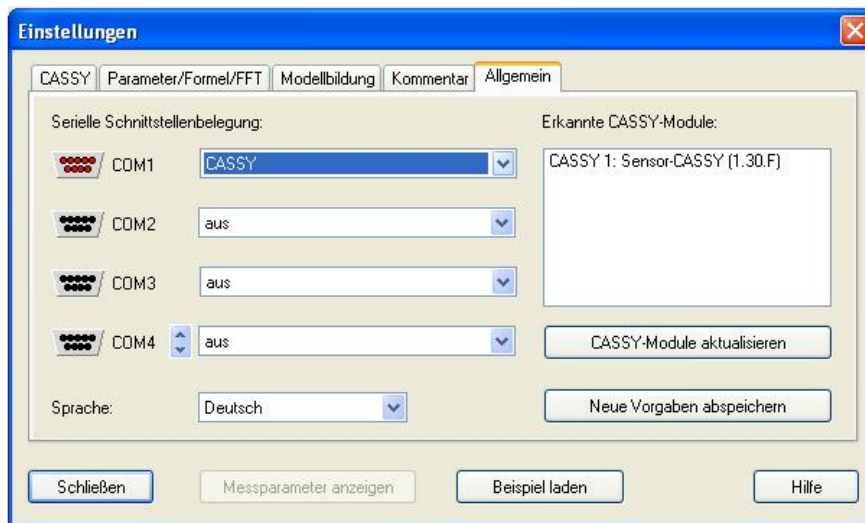 Einstellungen
CASSY Parameter/Formel/FFT Modellbildung Kommentar Allgemein
Serielle Schnittstellenbelegung:
COM1 CASSY
COM2 aus
COM3 aus
COM4 aus
Sprache: Deutsch
Erkannte CASSY-Module:
CASSY 1: Sensor-CASSY (1.30.F)
CASSY-Module aktualisieren
Neue Vorgaben abspeichern
Schließen Messparameter anzeigen Beispiel laden Hilfe